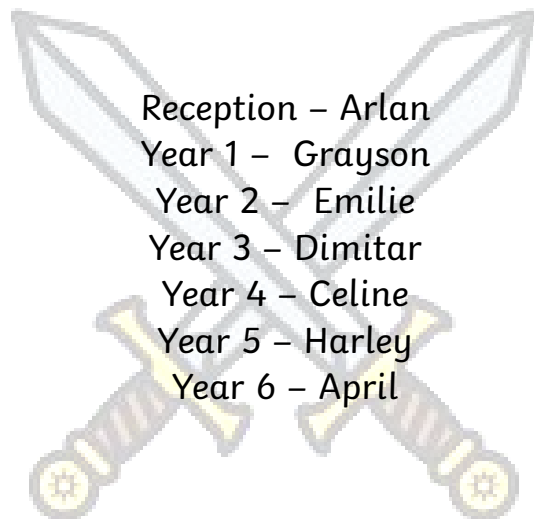 Reception – Arlan
Year 1 –  Grayson
Year 2 –  Emilie
Year 3 – Dimitar
Year 4 – Celine
Year 5 – Harley
Year 6 – April